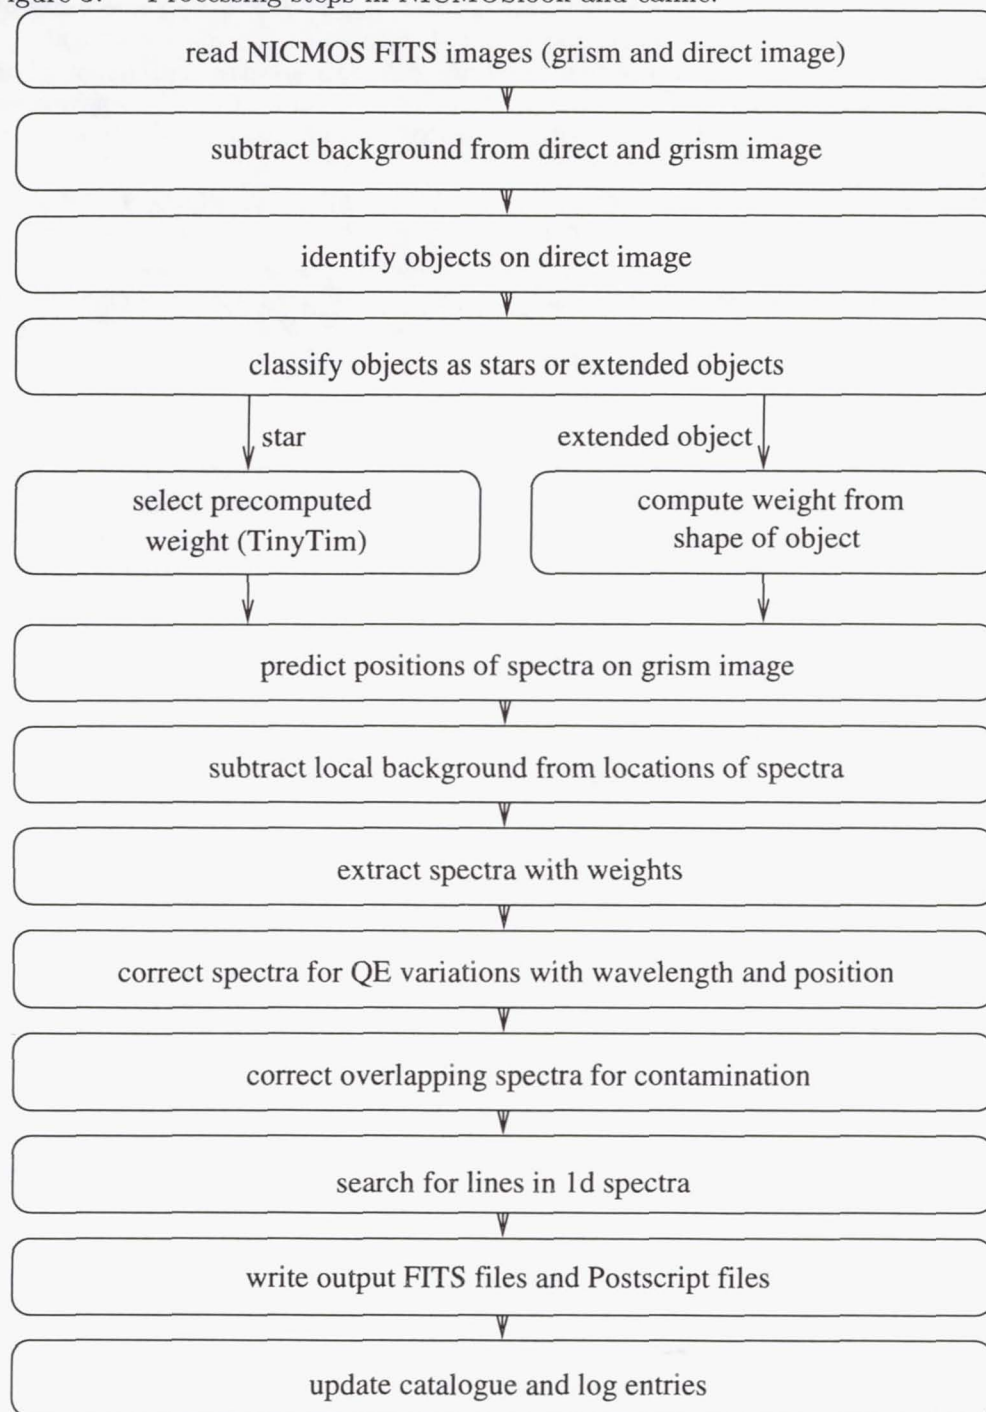 read NICMOS FITS images (grism and direct image)
subtract background from direct and grism image
identify objects on direct image
classify objects as stars or extended objects
star
extended object
select precomputed
weight (TinyTim)
compute weight from
shape of object
predict positions of spectra on grism image
subtract local background from locations of spectra
extract spectra with weights
correct spectra for QE variations with wavelength and position
correct overlapping spectra for contamination
search for lines in 1d spectra
write output FITS files and Postscript files
update catalogue and log entries